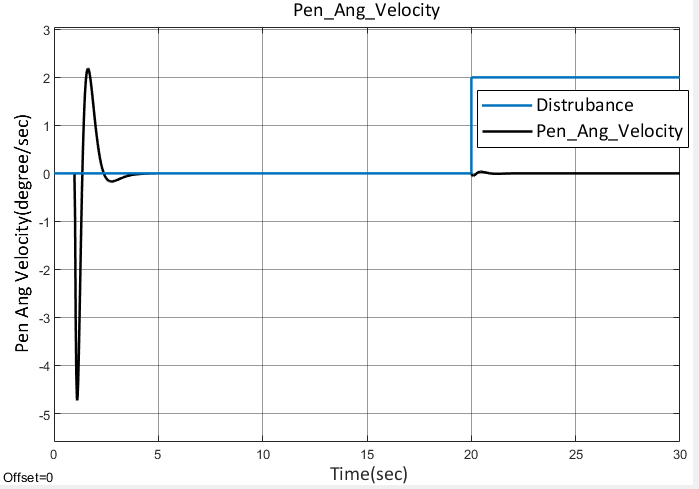 Pen_Ang_Velocity
3
2
1
0
-1
-2
-3
-4
-5
Pen Ang Velocity(degree/sec)
Distrubance
Pen_Ang_Velocity
0
5
10
15
20
25
30
Time(sec)
Offset=0